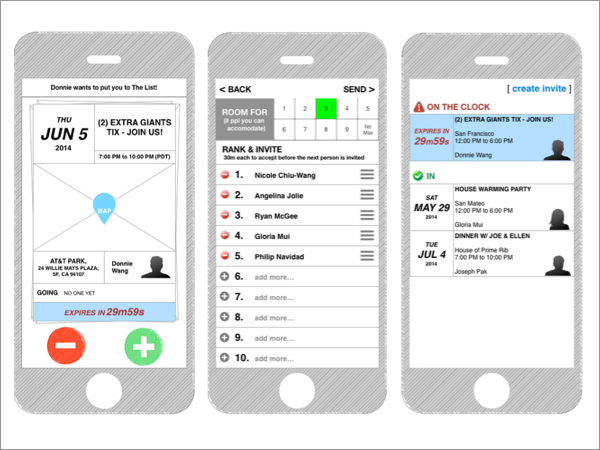 Donnie wants to put you to The List!
THU
JUN 5
2014
(2) EXTRA GIANTS
TIX - JOIN US!
7:00 PM to 10:00 PM (PDT)
MAP
AT&T PARK,
24 WILLIE MAYS PLAZA,
SF, CA 94107
Donnie
Wang
GOING NO ONE YET
EXPIRES IN 29m59s
< BACK
SEND >
ROOM FOR
(# ppl you can
accomodate)
1 2 3 4 5
6 7 8 9 No Max
RANK & INVITE
30m each to accept before the next person is invited
1. Nicole Chiu-Wang
2. Angelina Jolie
3. Ryan McGee
4. Gloria Mui
5. Philip Navidad
6. add more...
7. add more...
8. add more...
9. add more...
10. add more...
[ create invite ]
ON THE CLOCK
EXPIRES IN
29m59s
(2) EXTRA GIANTS TIX - JOIN US!
San Francisco
12:00 PM to 6:00 PM
Donnie Wang
IN
SAT
MAY 29
2014
HOUSE WARMING PARTY
San Mateo
12:00 PM to 6:00 PM
Gloria Mui
TUE
JUL 4
2014
DINNER W/ JOE & ELLEN
House of Prime Rib
7:00 PM to 10:00 PM
Joseph Pak